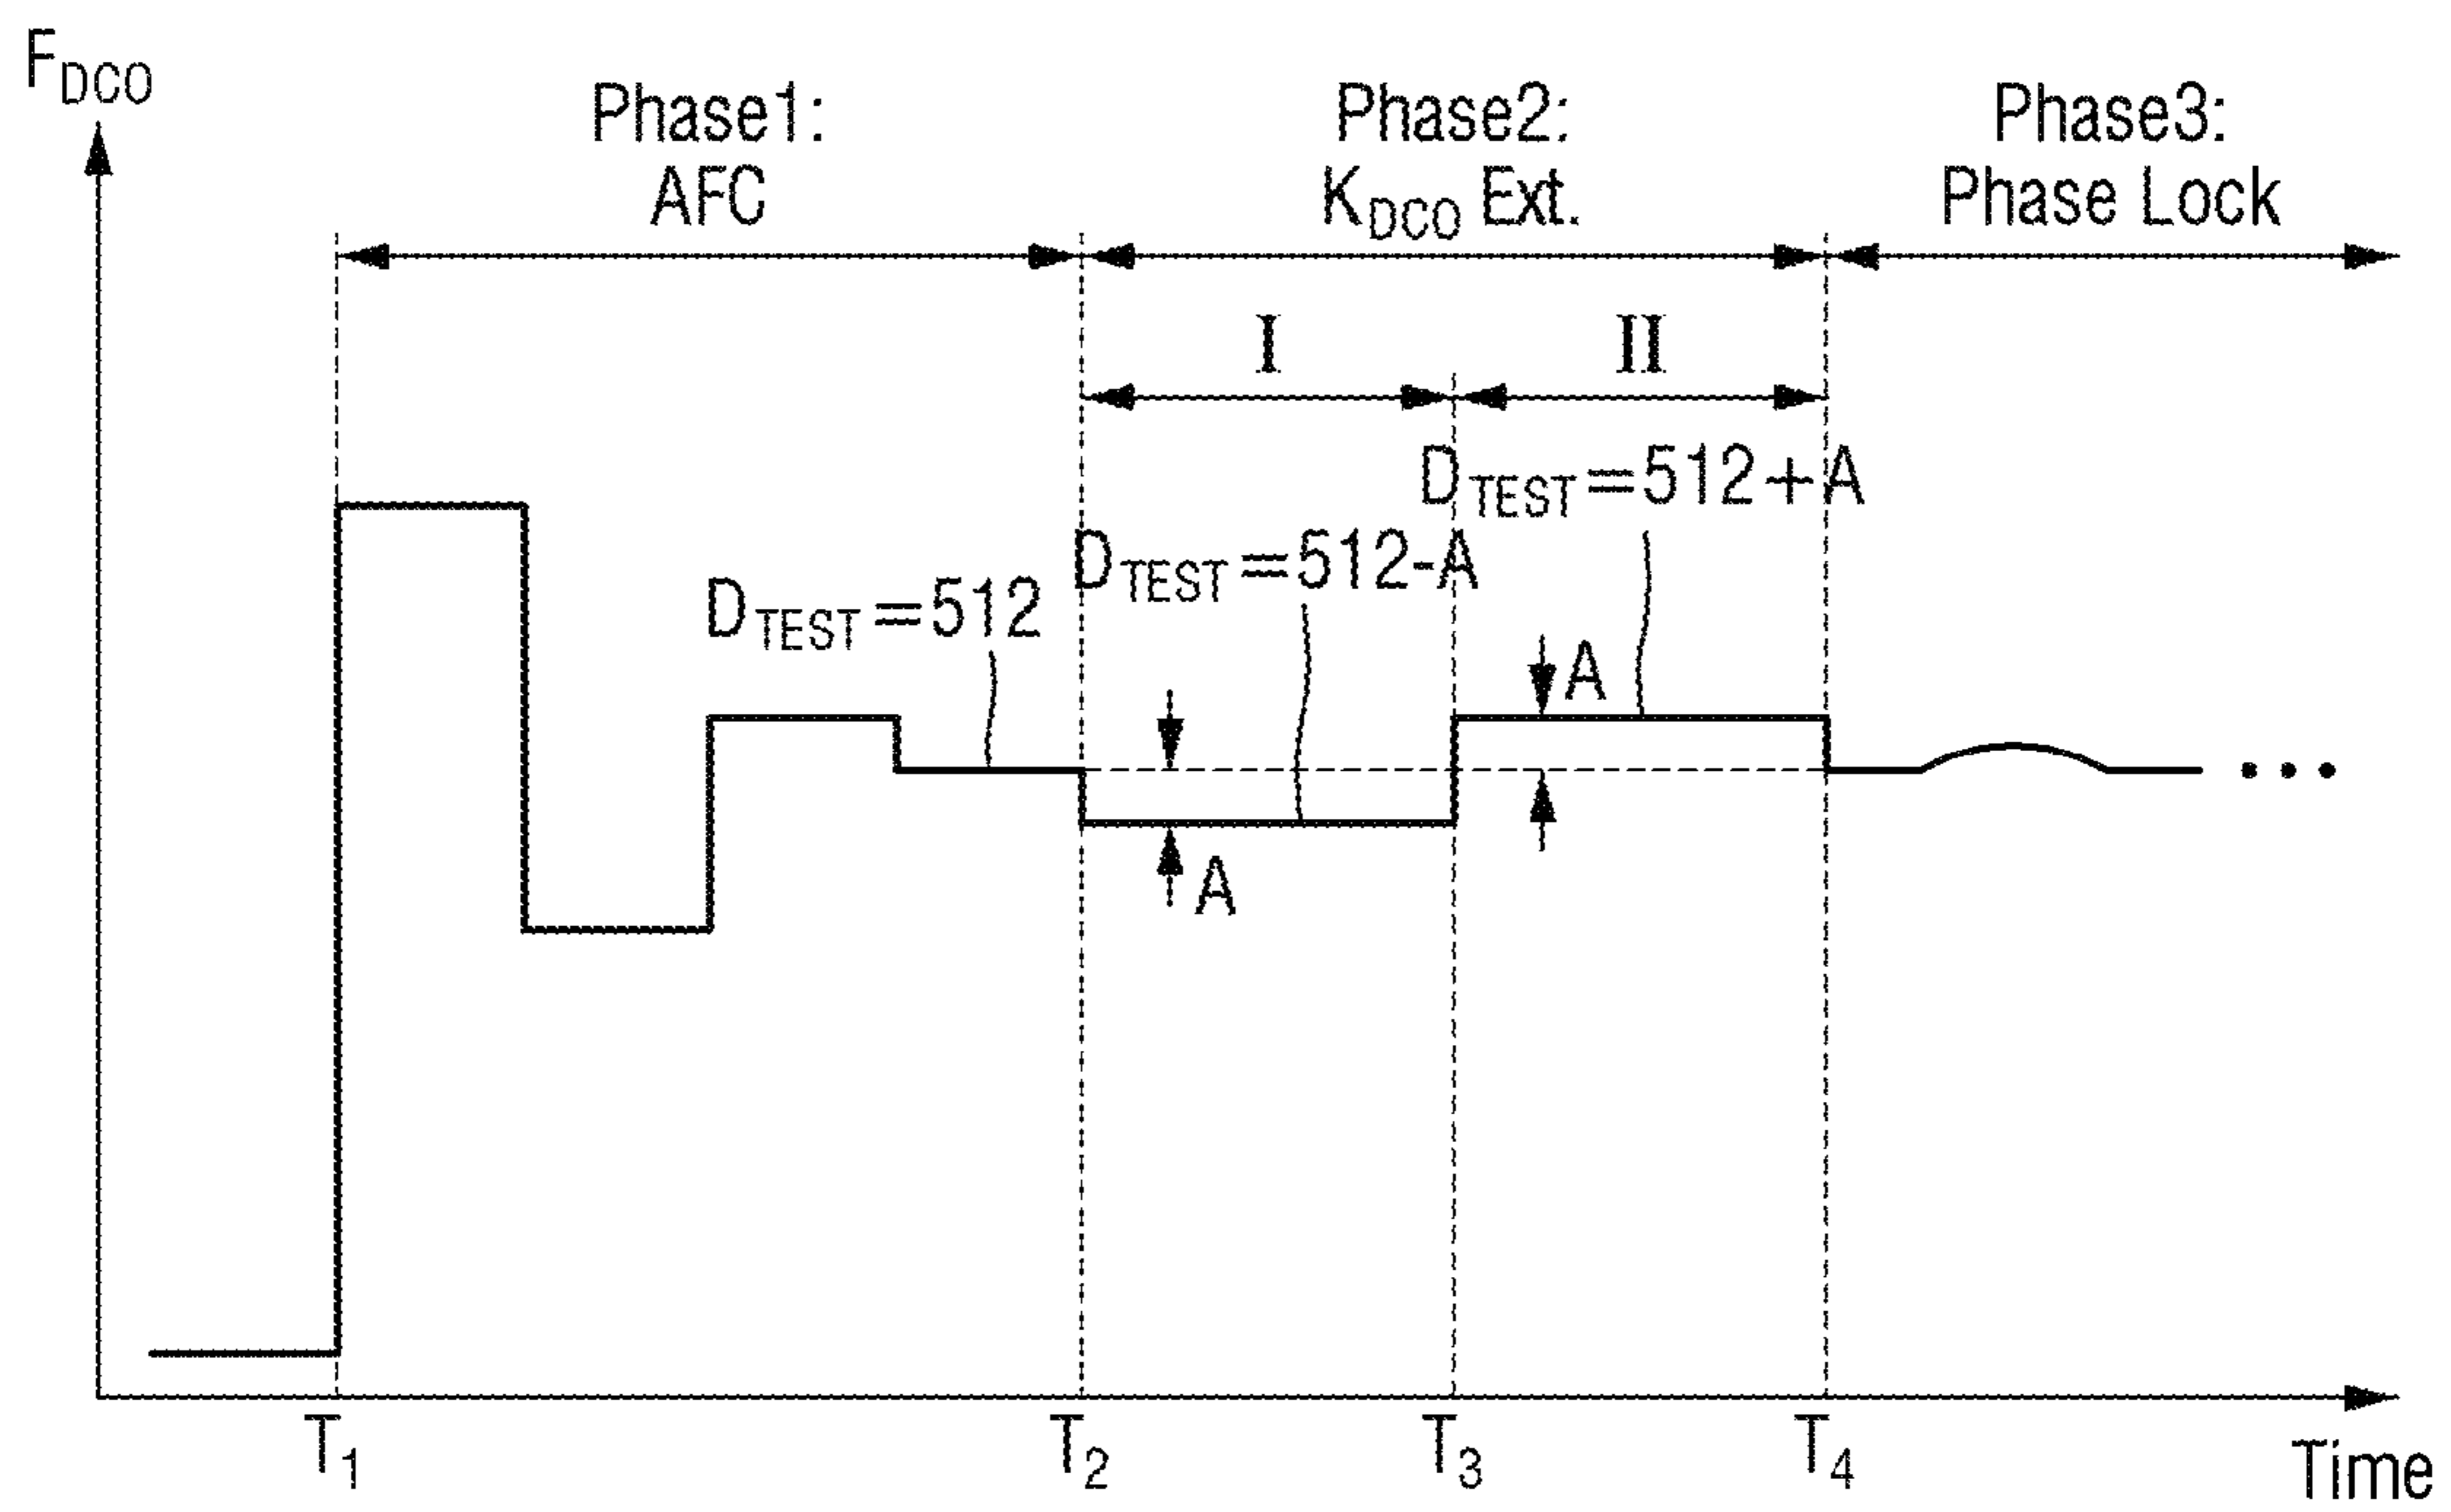 F_DCO
Phase1:
AFC
Phase2:
K_DCO Ext.
Phase3:
Phase Lock
I
II
D_TEST=512+A
D_TEST=512-A
D_TEST=512
A
A
T_1
T_2
T_3
T_4
Time